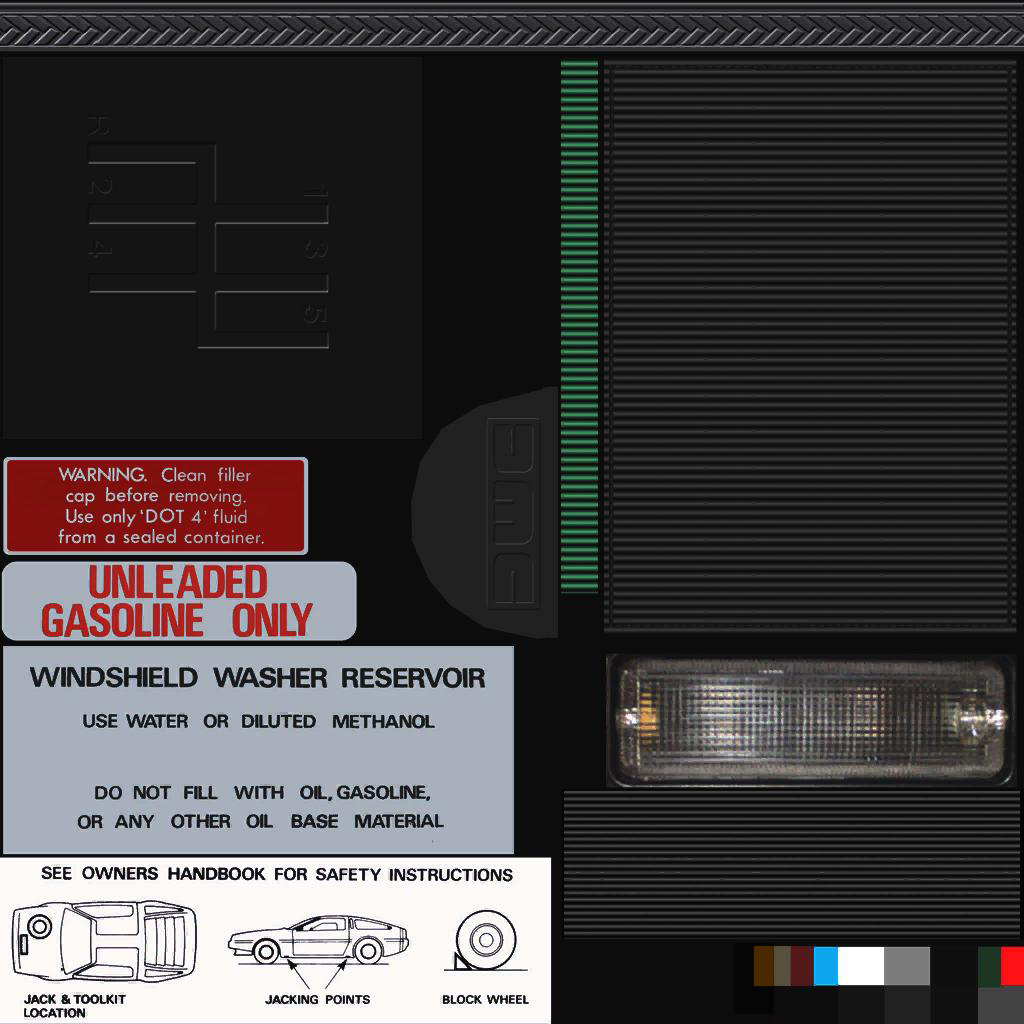 R
2
1
4
3
5
DMC
WARNING. Clean filler
cap before removing.
Use only 'DOT 4' fluid
from a sealed container.
UNLEADED
GASOLINE ONLY
WINDSHIELD WASHER RESERVOIR
USE WATER OR DILUTED METHANOL
DO NOT FILL WITH OIL, GASOLINE,
OR ANY OTHER OIL BASE MATERIAL
SEE OWNERS HANDBOOK FOR SAFETY INSTRUCTIONS
JACK & TOOLKIT
LOCATION
JACKING POINTS
BLOCK WHEEL